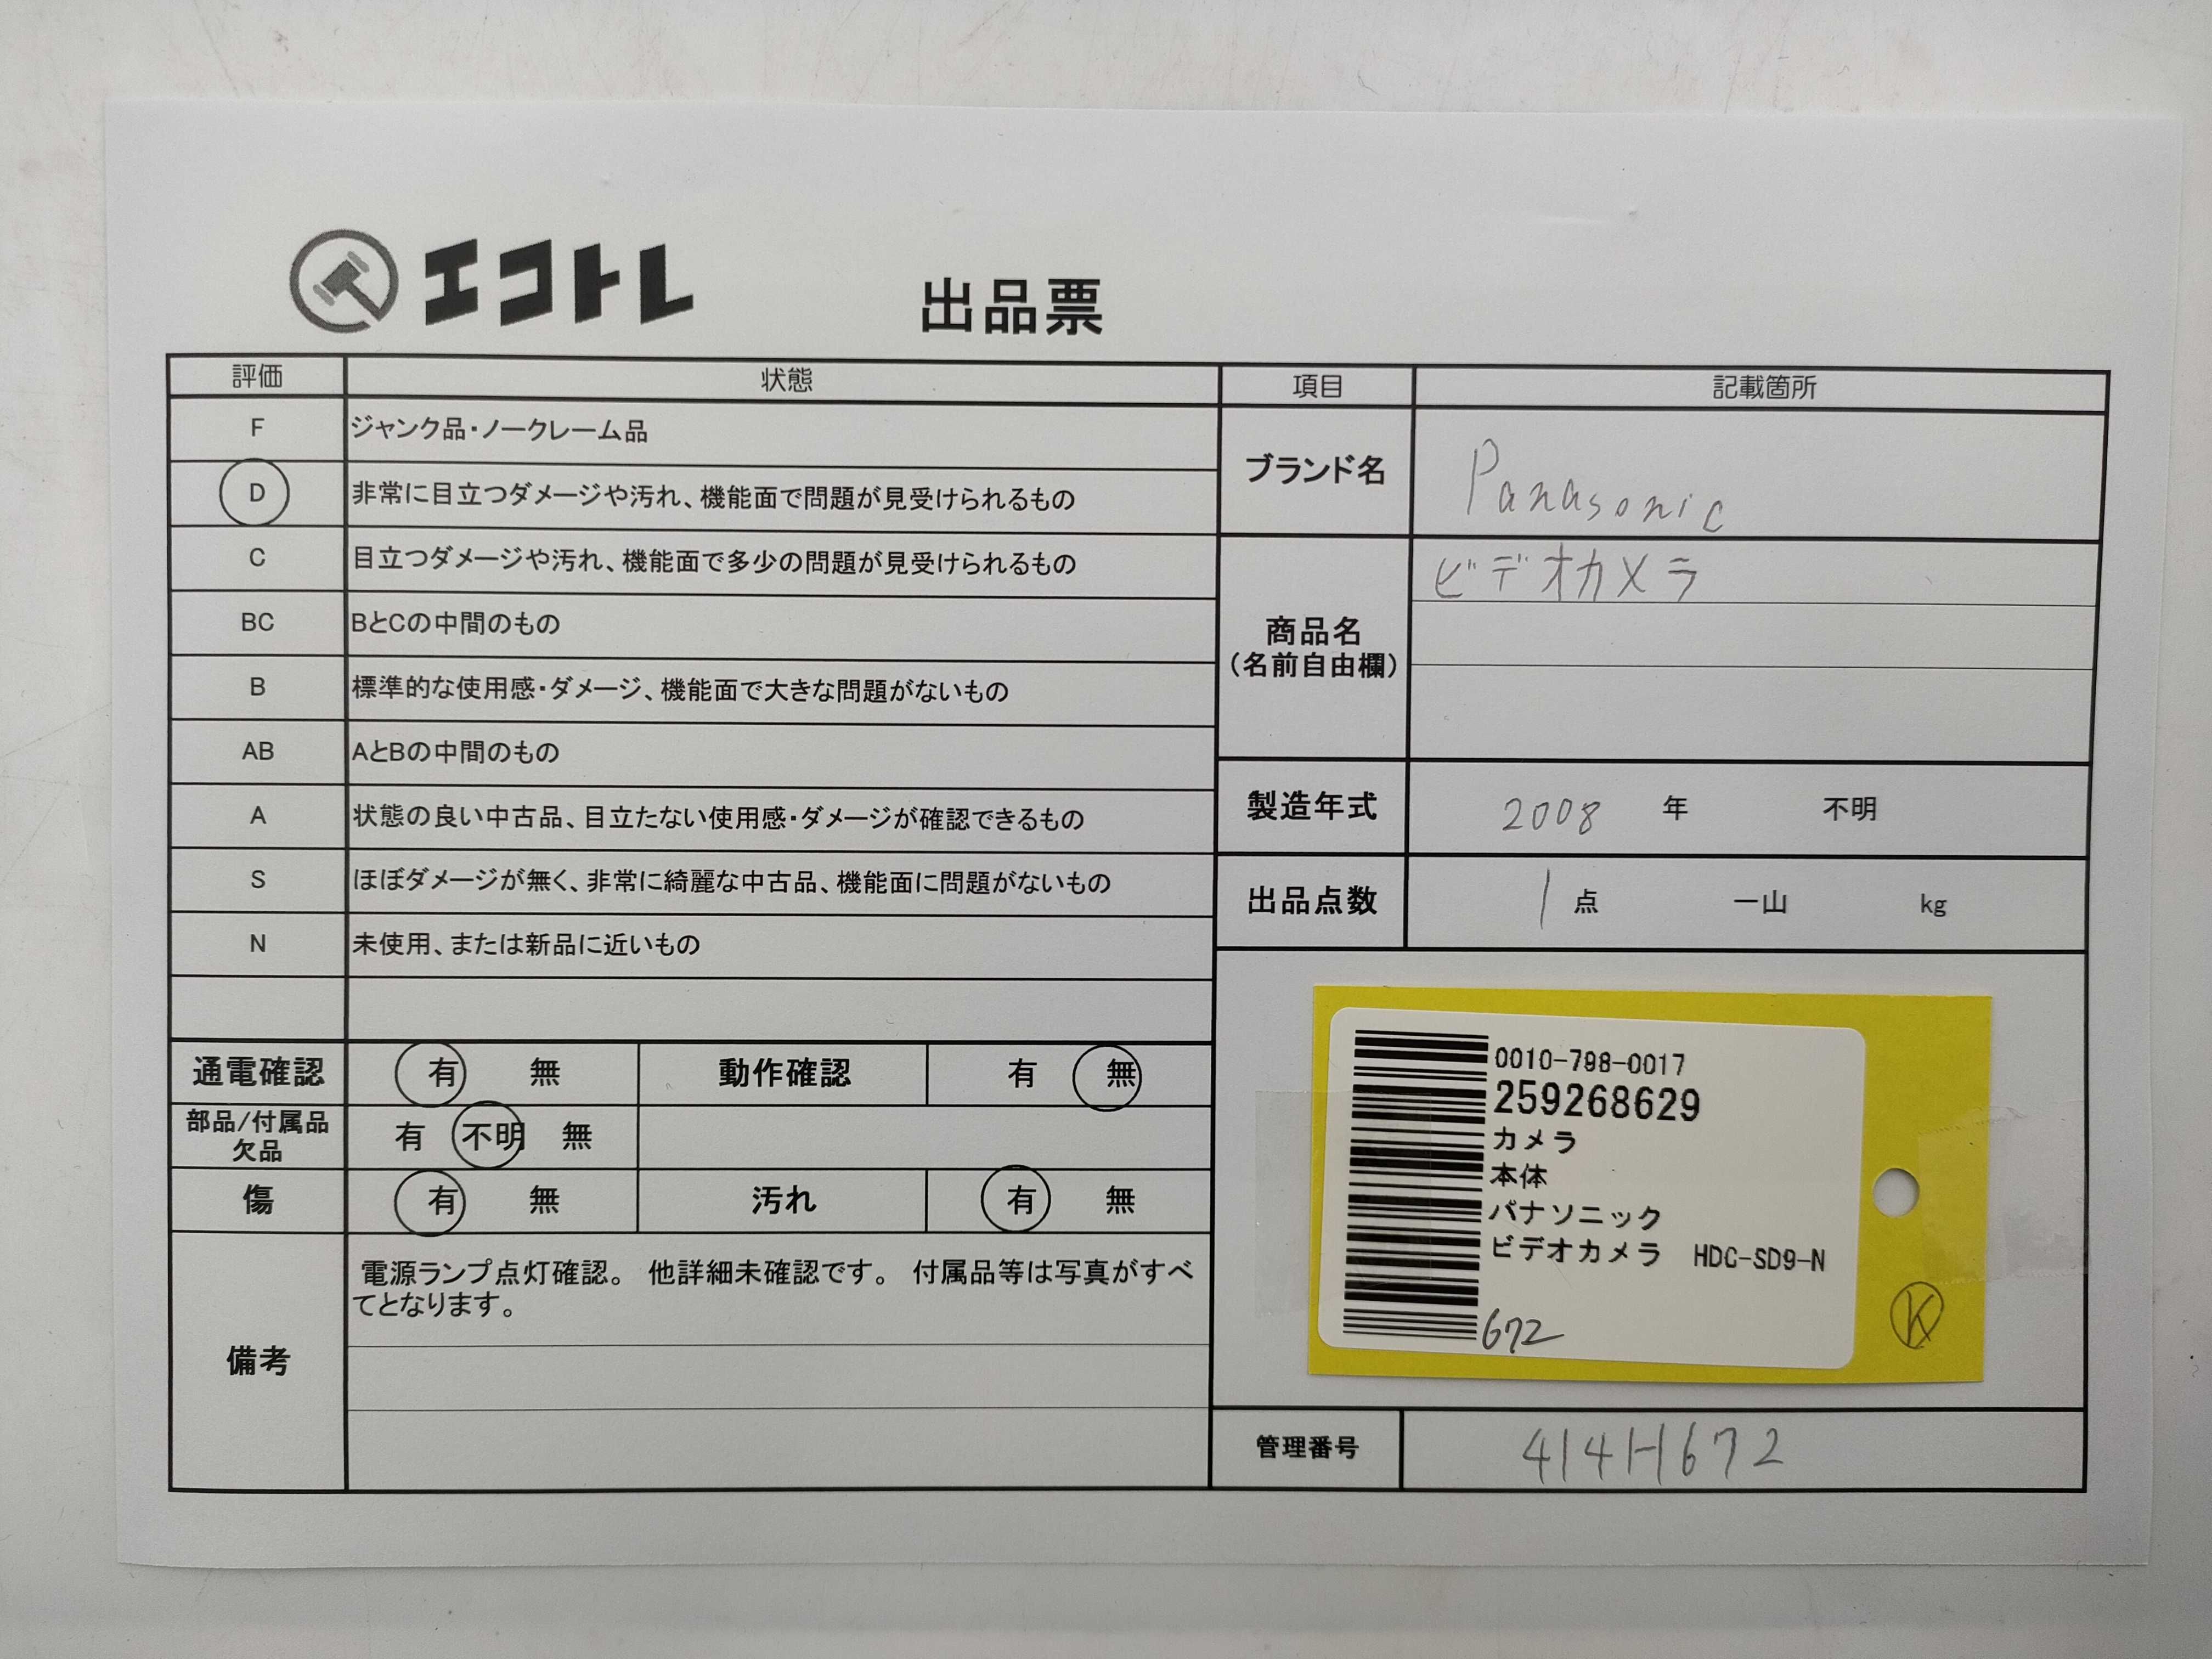 エコトレ
出品票
評価 状態
F ジャンク品・ノークレーム品
D 非常に目立つダメージや汚れ、機能面で問題が見受けられるもの
C 目立つダメージや汚れ、機能面で多少の問題が見受けられるもの
BC BとCの中間のもの
B 標準的な使用感・ダメージ、機能面で大きな問題がないもの
AB AとBの中間のもの
A 状態の良い中古品、目立たない使用感・ダメージが確認できるもの
S ほぼダメージが無く、非常に綺麗な中古品、機能面に問題がないもの
N 未使用、または新品に近いもの
通電確認 有 無 動作確認 有 無
部品/付属品
欠品
有 不明 無
傷 有 無 汚れ 有 無
備考
電源ランプ点灯確認。 他詳細未確認です。 付属品等は写真がすべ
てとなります。
項目 記載箇所
ブランド名 Panasonic
商品名
(名前自由欄)
ビデオカメラ
製造年式 2008 年 不明
出品点数 1 点 一山 kg
0010-798-0017
259268629
カメラ
本体
パナソニック
ビデオカメラ HDC-SD9-N
672
K
管理番号 414H672